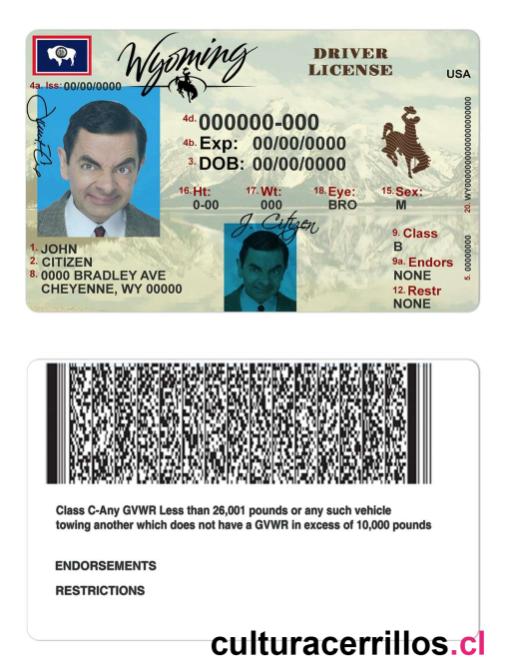 Wyoming
DRIVER
LICENSE
USA
4a. Iss: 00/00/0000
4d. 000000-000
4b. Exp: 00/00/0000
3. DOB: 00/00/0000
16. Ht: 17. Wt: 18. Eye: 15. Sex:
0-00 000 BRO M
J. Citizen
1. JOHN
2. CITIZEN
8. 0000 BRADLEY AVE
CHEYENNE, WY 00000
9. Class
B
9a. Endors
NONE
12. Restr
NONE
5. 00000000
Class C-Any GVWR Less than 26,001 pounds or any such vehicle
towing another which does not have a GVWR in excess of 10,000 pounds
ENDORSEMENTS
RESTRICTIONS
culturacerrillos.cl